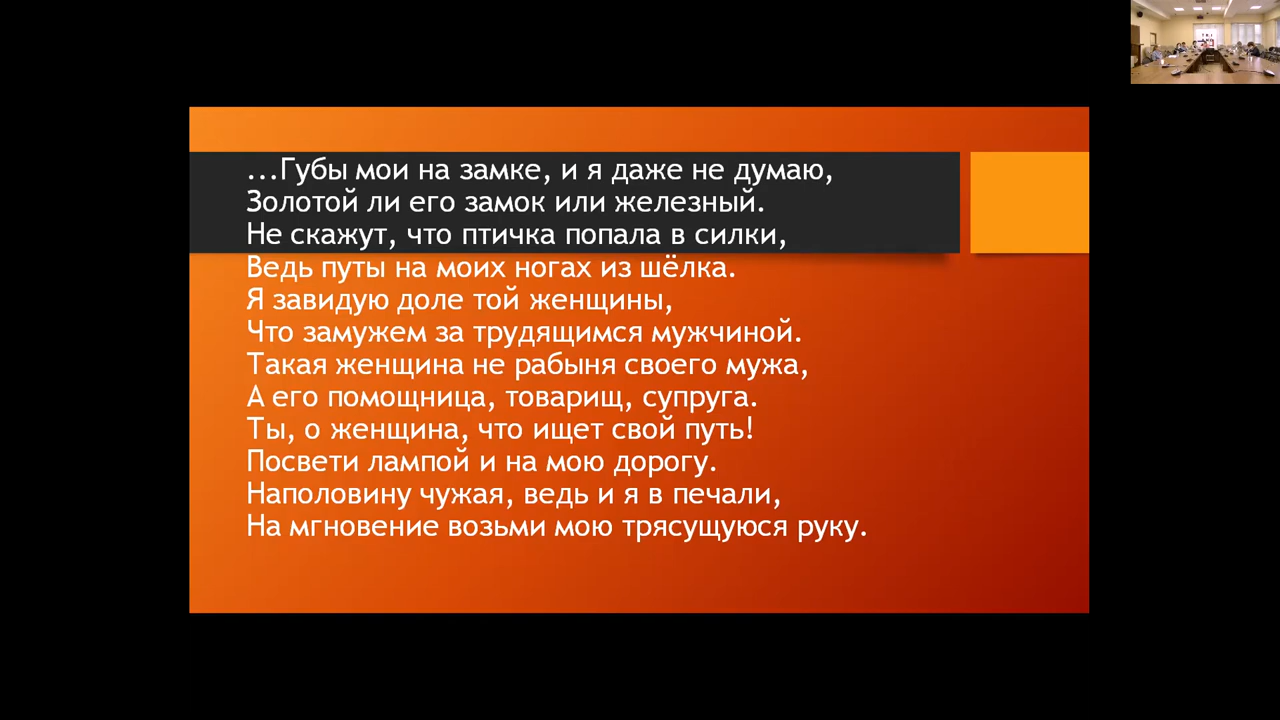 ...Губы мои на замке, и я даже не думаю,
Золотой ли его замок или железный.
Не скажут, что птичка попала в силки,
Ведь путы на моих ногах из шёлка.
Я завидую доле той женщины,
Что замужем за трудящимся мужчиной.
Такая женщина не рабыня своего мужа,
А его помощница, товарищ, супруга.
Ты, о женщина, что ищет свой путь!
Посвети лампой и на мою дорогу.
Наполовину чужая, ведь и я в печали,
На мгновение возьми мою трясущуюся руку.